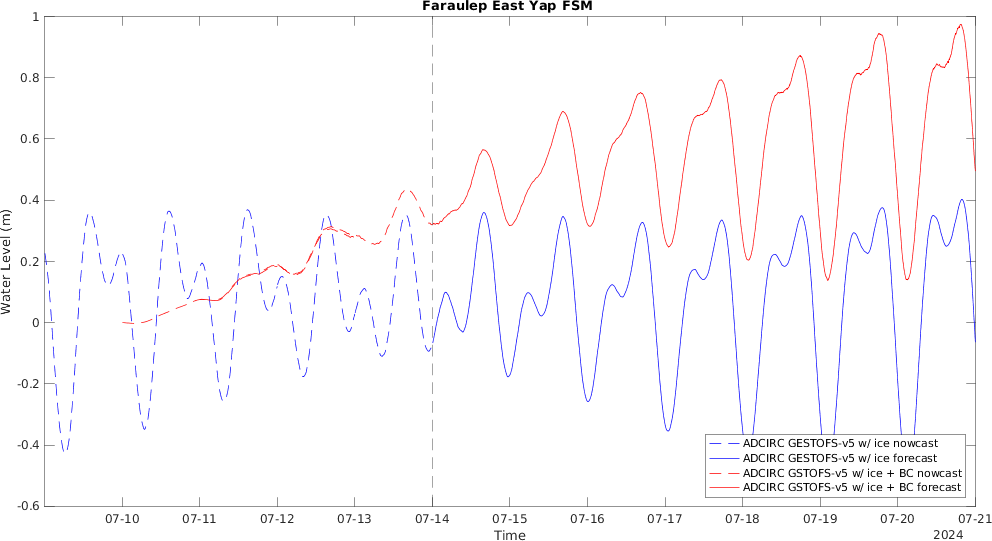 Faraulep East Yap FSM
1
0.8
0.6
0.4
0.2
0
-0.2
-0.4
-0.6
Water Level (m)
ADCIRC GESTOFS-v5 w/ ice nowcast
ADCIRC GESTOFS-v5 w/ ice forecast
ADCIRC GSTOFS-v5 w/ ice + BC nowcast
ADCIRC GSTOFS-v5 w/ ice + BC forecast
07-10 07-11 07-12 07-13 07-14 07-15 07-16 07-17 07-18 07-19 07-20 07-21
Time
2024